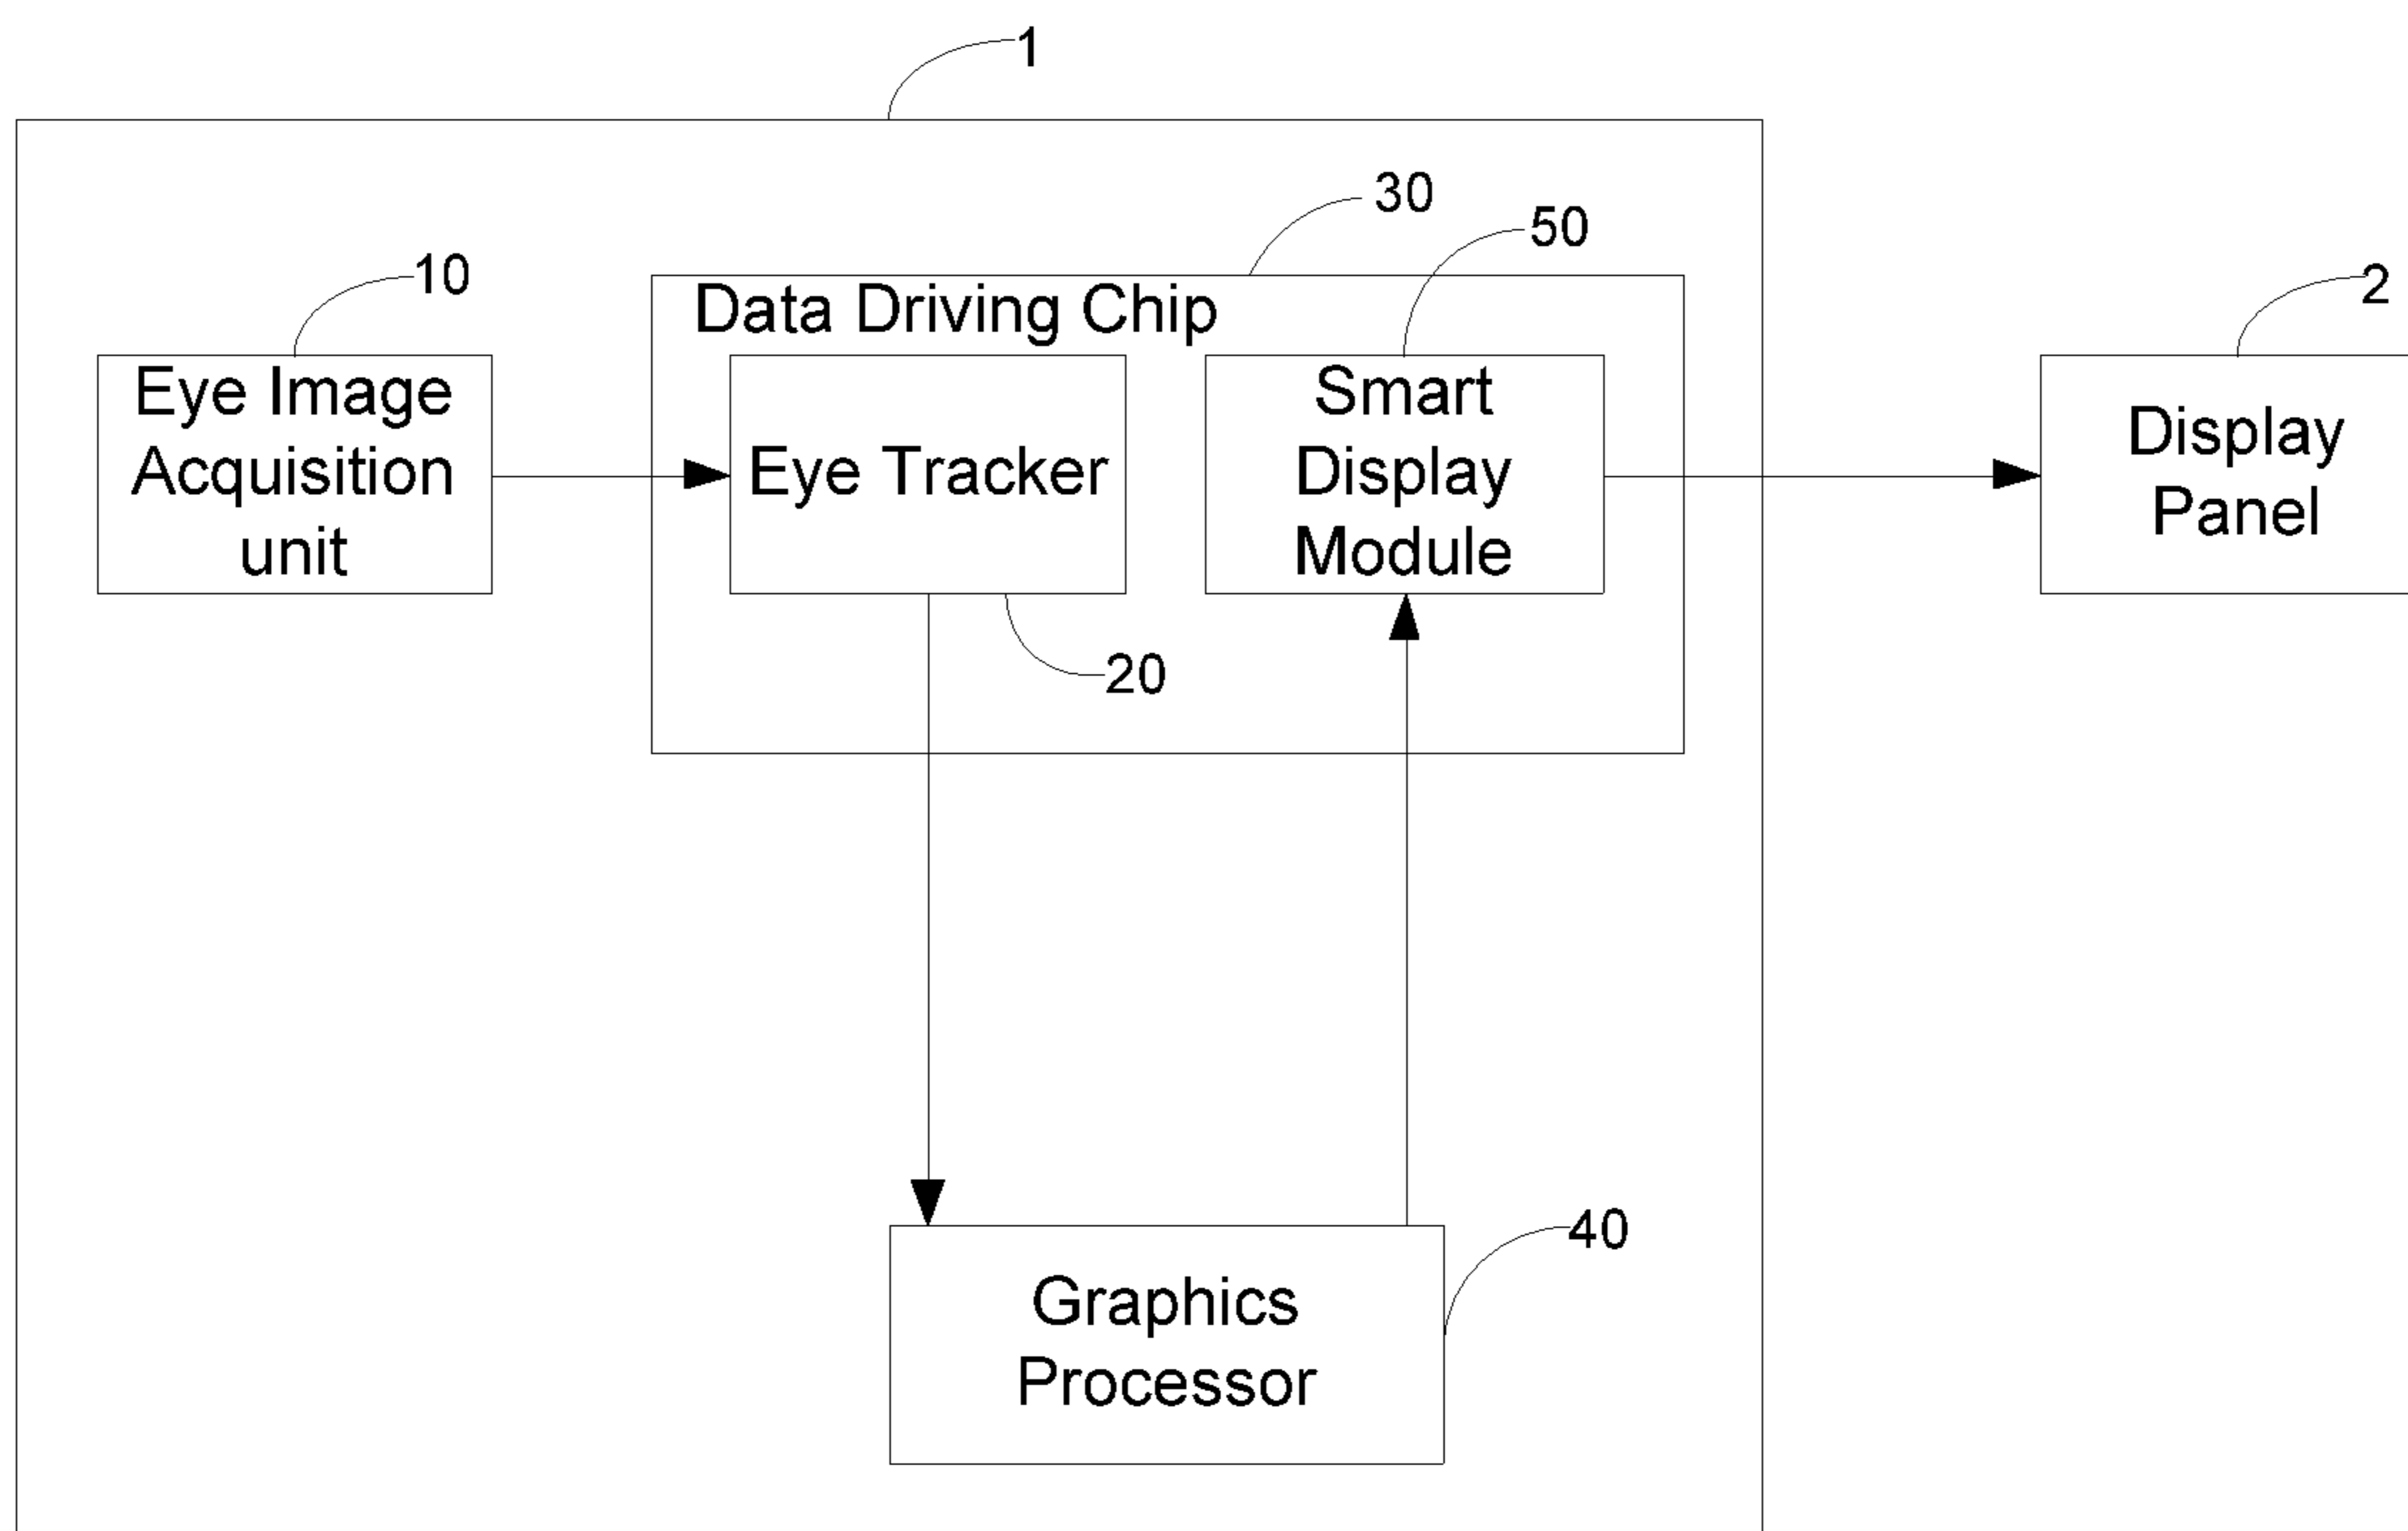 1
30
50
10
2
Data Driving Chip
Eye Image
Acquisition
unit
Eye Tracker
Smart
Display
Module
Display
Panel
20
40
Graphics
Processor